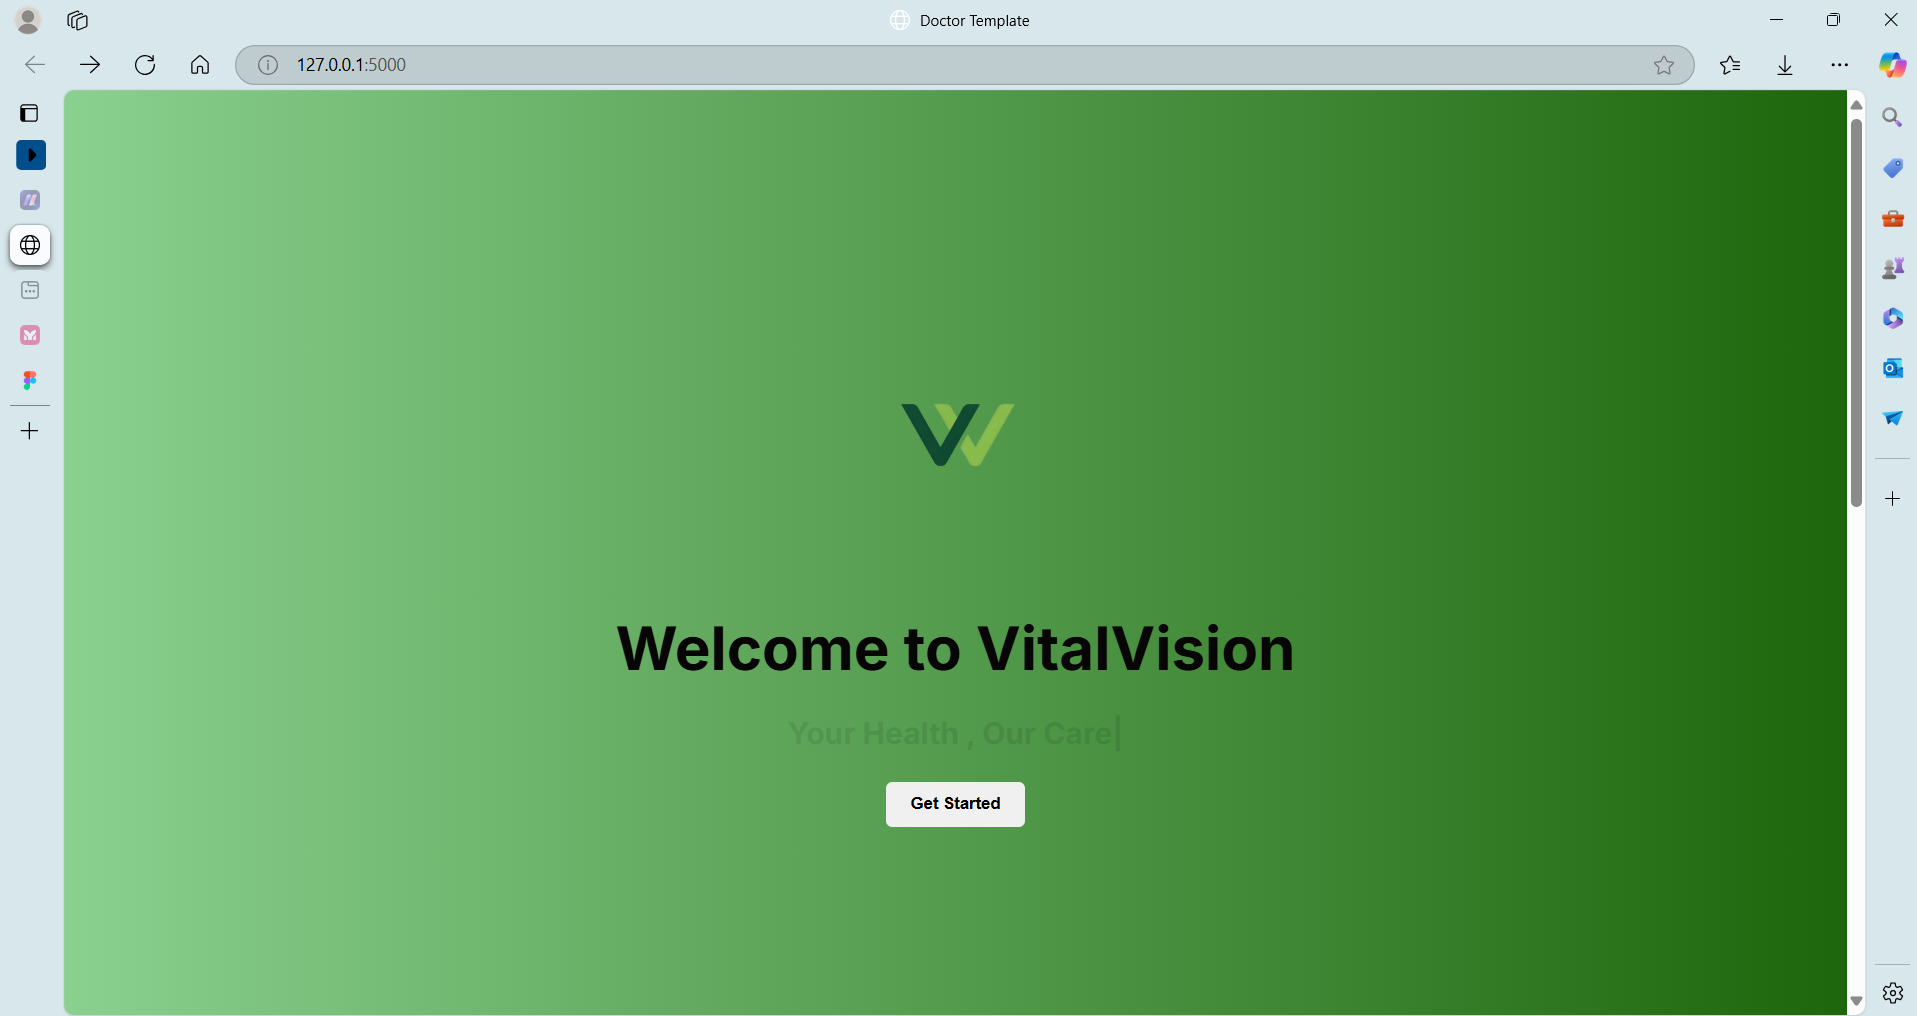 Doctor Template
127.0.0.1:5000
Welcome to VitalVision
Your Health , Our Care|
Get Started